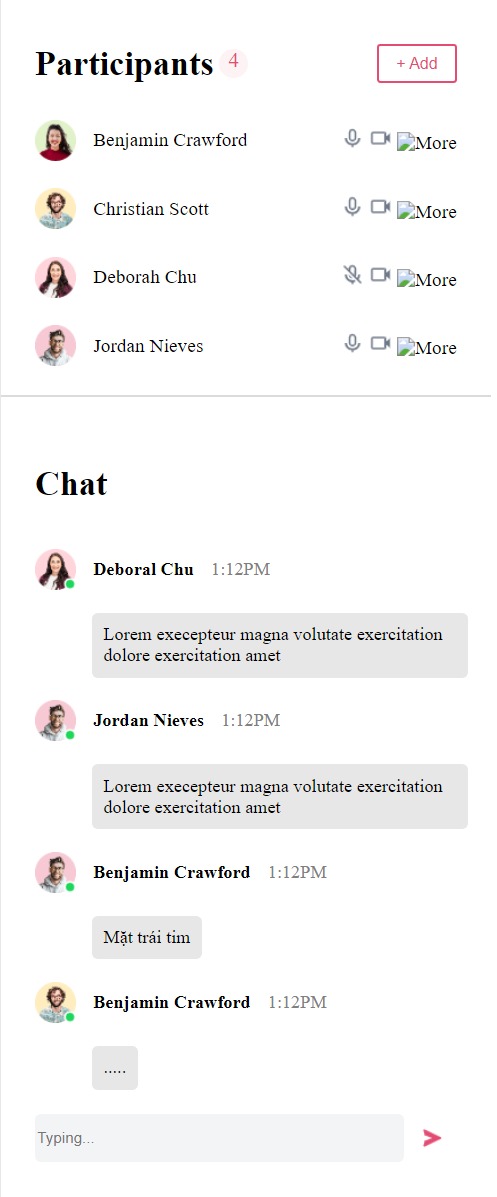 Participants 4
+ Add
Benjamin Crawford More
Christian Scott More
Deborah Chu More
Jordan Nieves More
Chat
Deboral Chu 1:12PM
Lorem execepteur magna volutate exercitation
dolore exercitation amet
Jordan Nieves 1:12PM
Lorem execepteur magna volutate exercitation
dolore exercitation amet
Benjamin Crawford 1:12PM
Mặt trái tim
Benjamin Crawford 1:12PM
.....
Typing...